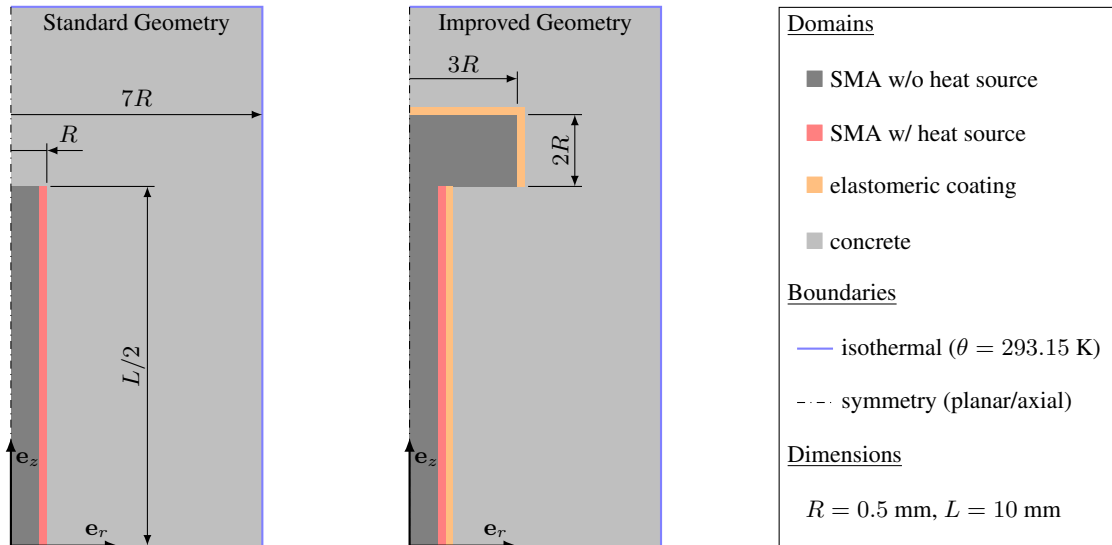 Standard Geometry
7R
R
L/2
e_z
e_r
Improved Geometry
3R
2R
e_z
e_r
Domains
SMA w/o heat source
SMA w/ heat source
elastomeric coating
concrete
Boundaries
isothermal (θ = 293.15 K)
symmetry (planar/axial)
Dimensions
R = 0.5 mm, L = 10 mm